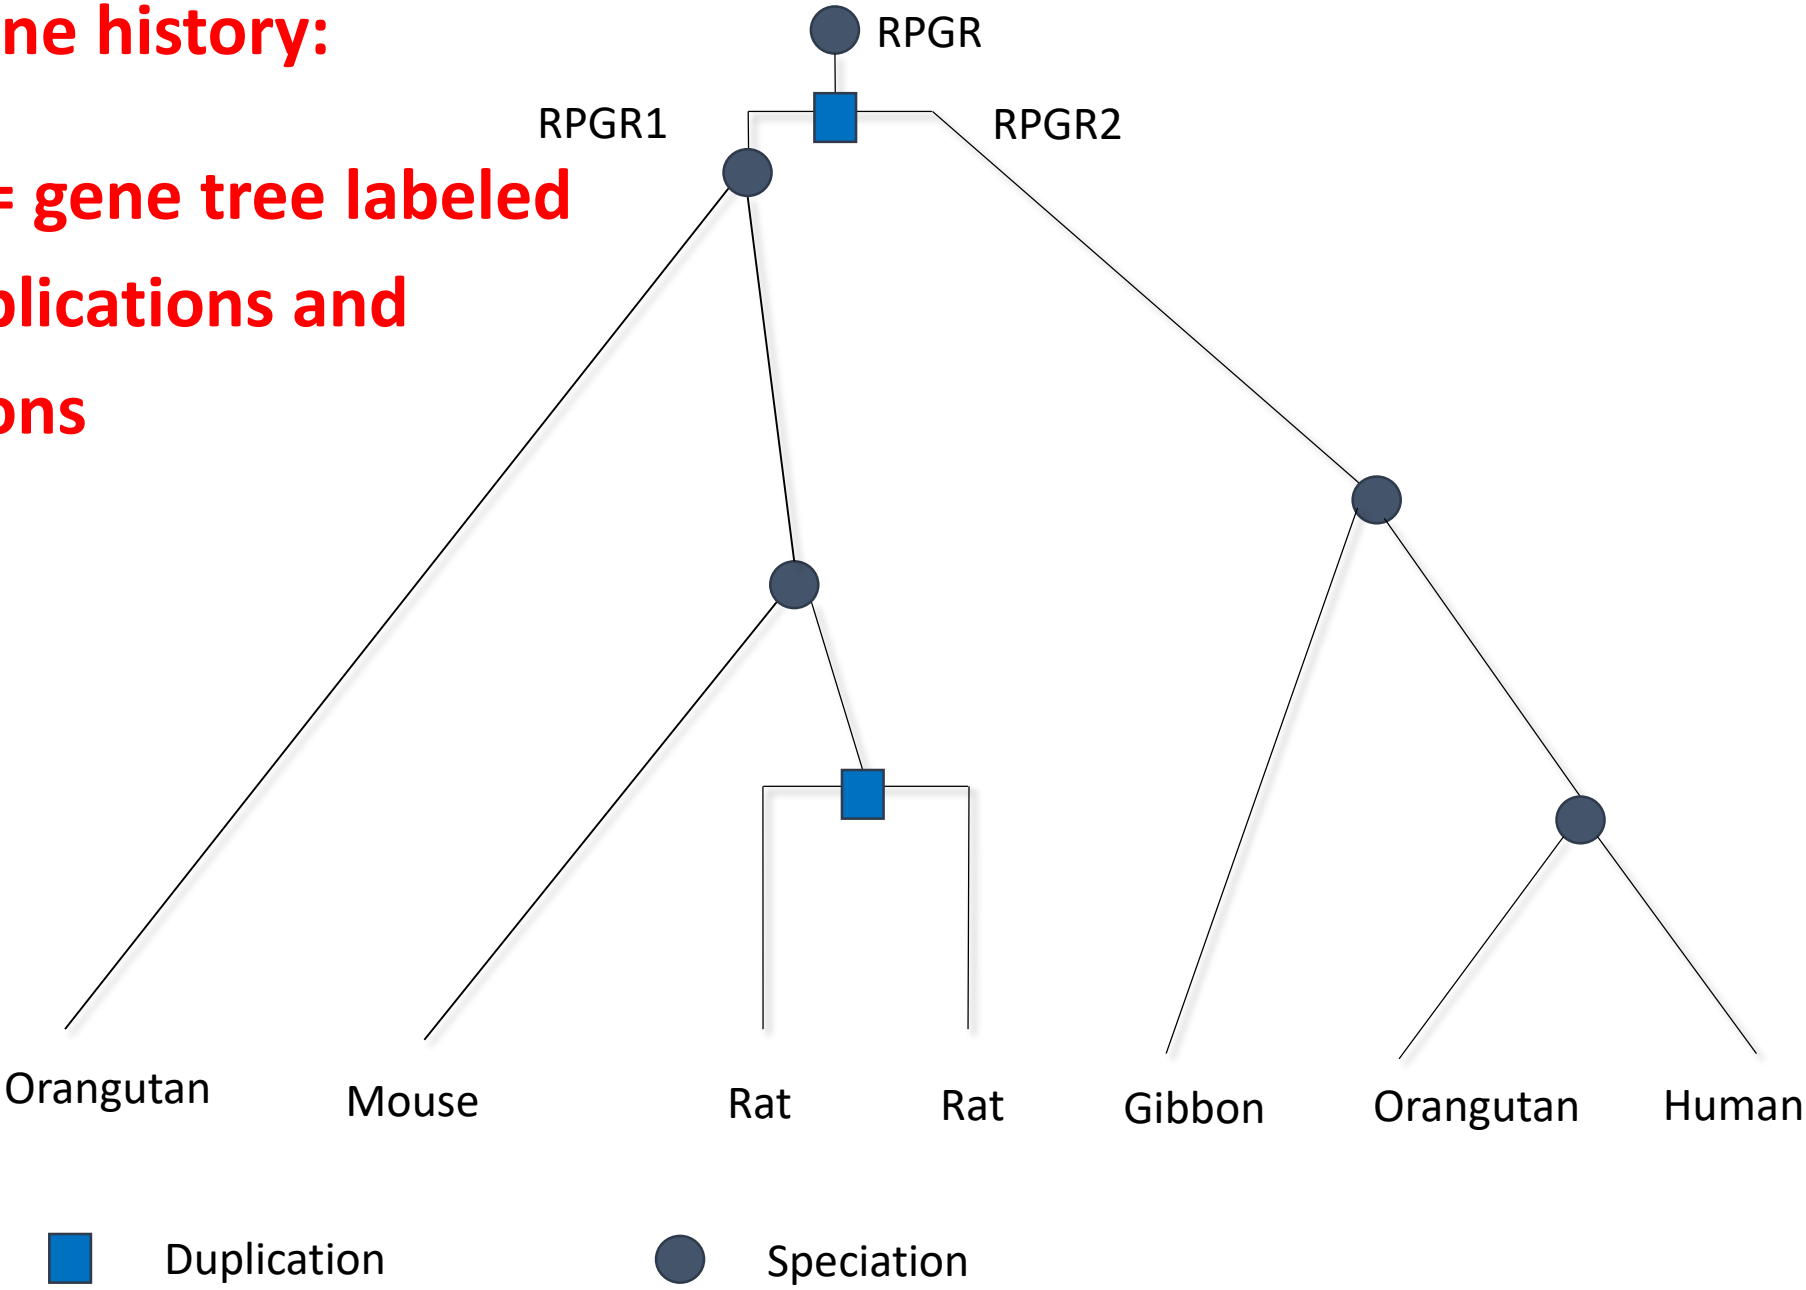 ne history:
RPGR
RPGR1
RPGR2
= gene tree labeled
plications and
ons
Orangutan
Mouse
Rat
Rat
Gibbon
Orangutan
Human
Duplication
Speciation